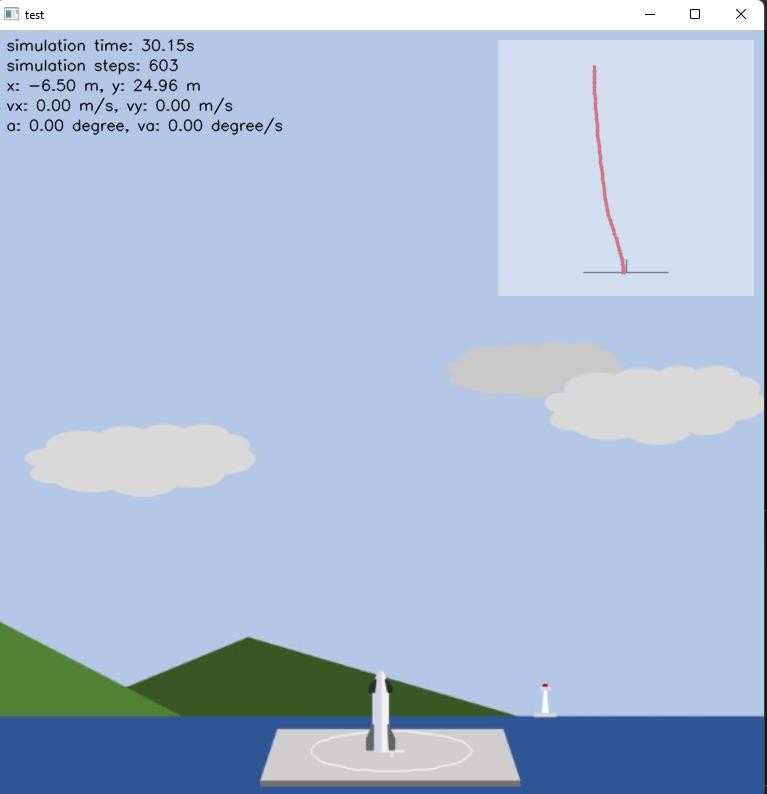 test
simulation time: 30.15s
simulation steps: 603
x: −6.50 m, y: 24.96 m
vx: 0.00 m/s, vy: 0.00 m/s
a: 0.00 degree, va: 0.00 degree/s